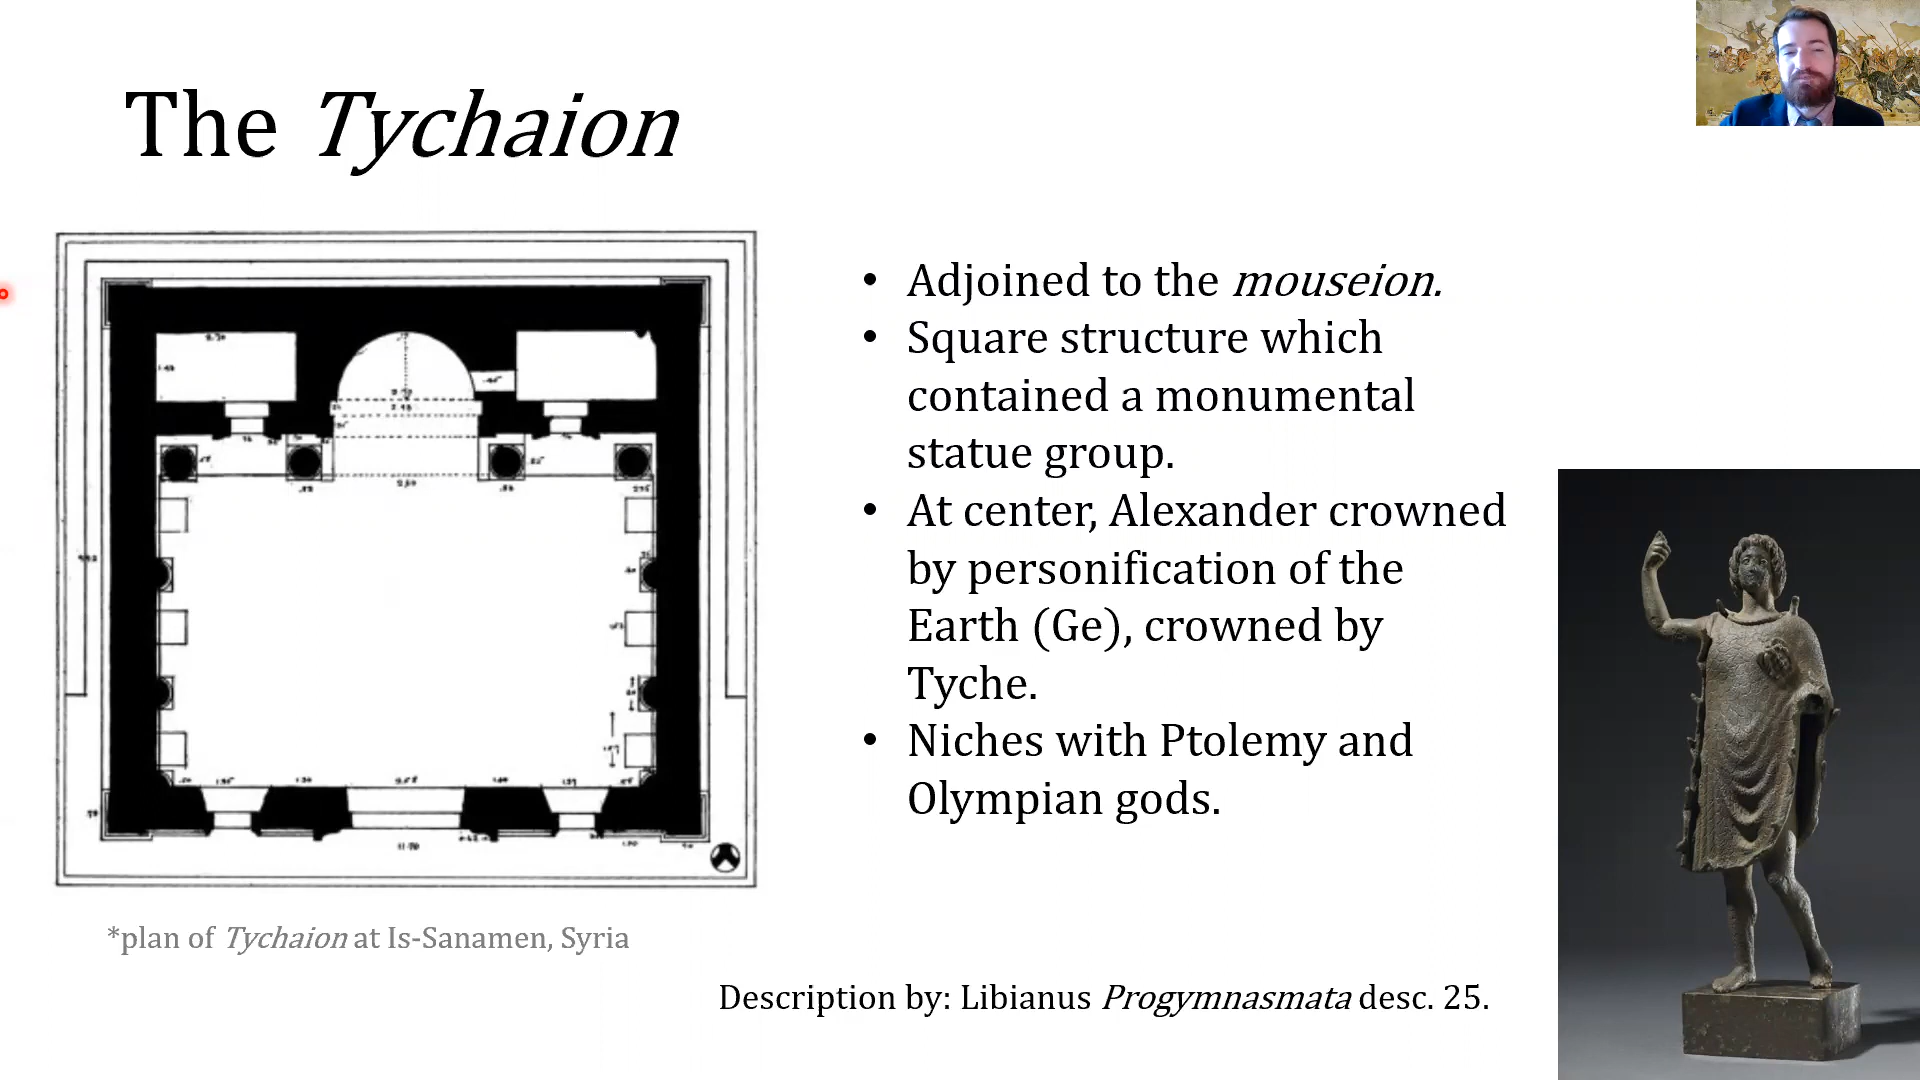 The Tychaion
• Adjoined to the mouseion.
• Square structure which
contained a monumental
statue group.
• At center, Alexander crowned
by personification of the
Earth (Ge), crowned by
Tyche.
• Niches with Ptolemy and
Olympian gods.
*plan of Tychaion at Is-Sanamen, Syria
Description by: Libianus Progymnasmata desc. 25.